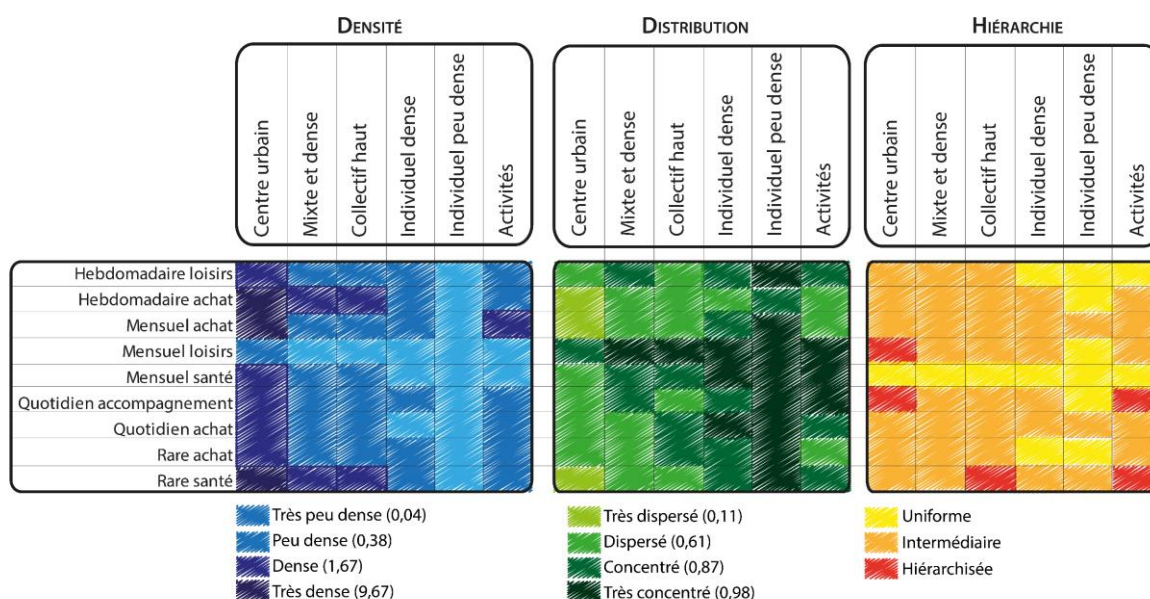 DENSITÉ
DISTRIBUTION
HIÉRARCHIE
Centre urbain
Mixte et dense
Collectif haut
Individuel dense
Individuel peu dense
Activités
Centre urbain
Mixte et dense
Collectif haut
Individuel dense
Individuel peu dense
Activités
Centre urbain
Mixte et dense
Collectif haut
Individuel dense
Individuel peu dense
Activités
Hebdomadaire loisirs
Hebdomadaire achat
Mensuel achat
Mensuel loisirs
Mensuel santé
Quotidien accompagnement
Quotidien achat
Rare achat
Rare santé
Très peu dense (0,04)
Peu dense (0,38)
Dense (1,67)
Très dense (9,67)
Très dispersé (0,11)
Dispersé (0,61)
Concentré (0,87)
Très concentré (0,98)
Uniforme
Intermédiaire
Hiérarchisée